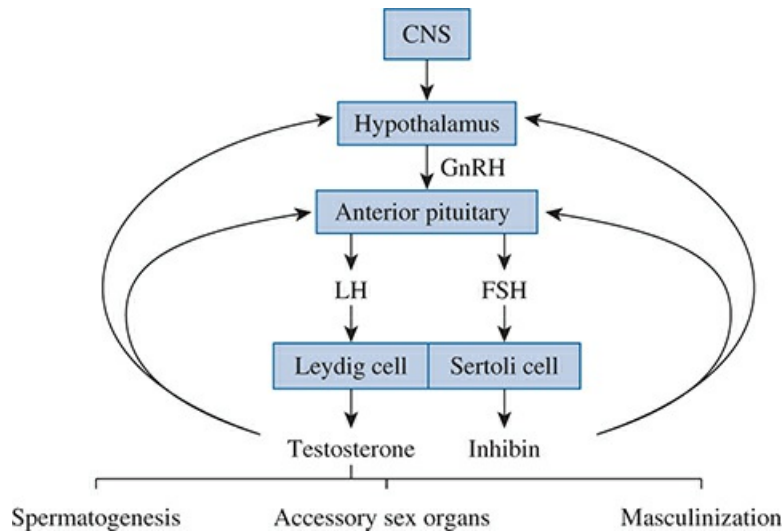 CNS
Hypothalamus
GnRH
Anterior pituitary
LH FSH
Leydig cell Sertoli cell
Testosterone Inhibin
Spermatogenesis Accessory sex organs Masculinization